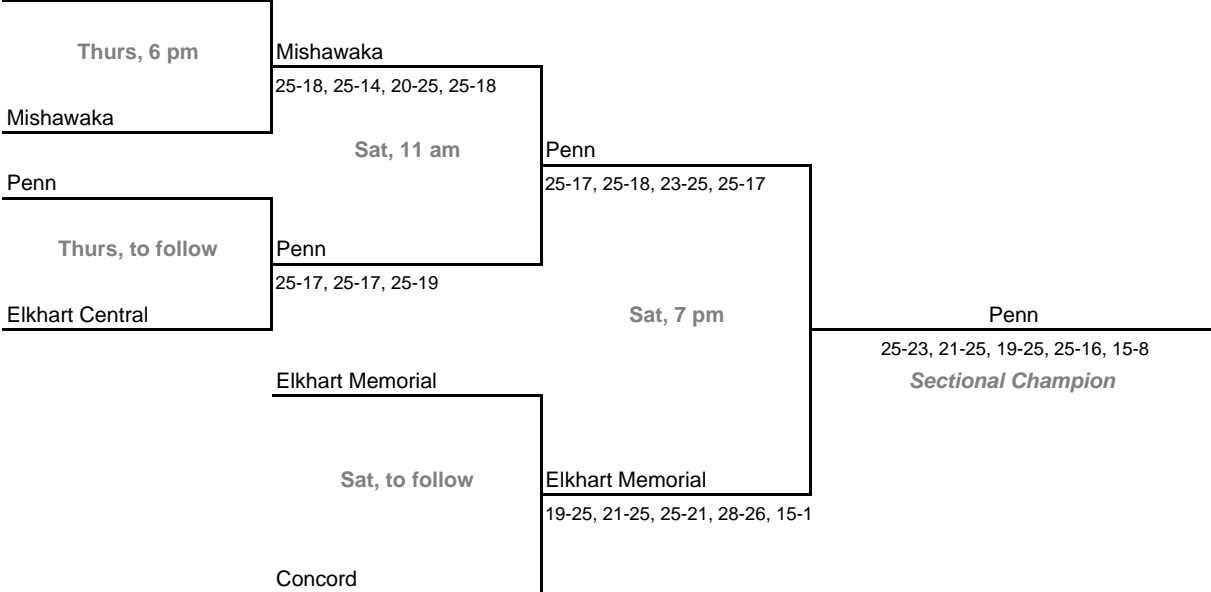 Thurs, 6 pm
Mishawaka
25-18, 25-14, 20-25, 25-18
Mishawaka
Sat, 11 am
Penn
Penn
25-17, 25-18, 23-25, 25-17
Thurs, to follow
Penn
25-17, 25-17, 25-19
Elkhart Central
Sat, 7 pm
Penn
25-23, 21-25, 19-25, 25-16, 15-8
Elkhart Memorial
Sectional Champion
Sat, to follow
Elkhart Memorial
19-25, 21-25, 25-21, 28-26, 15-1
Concord